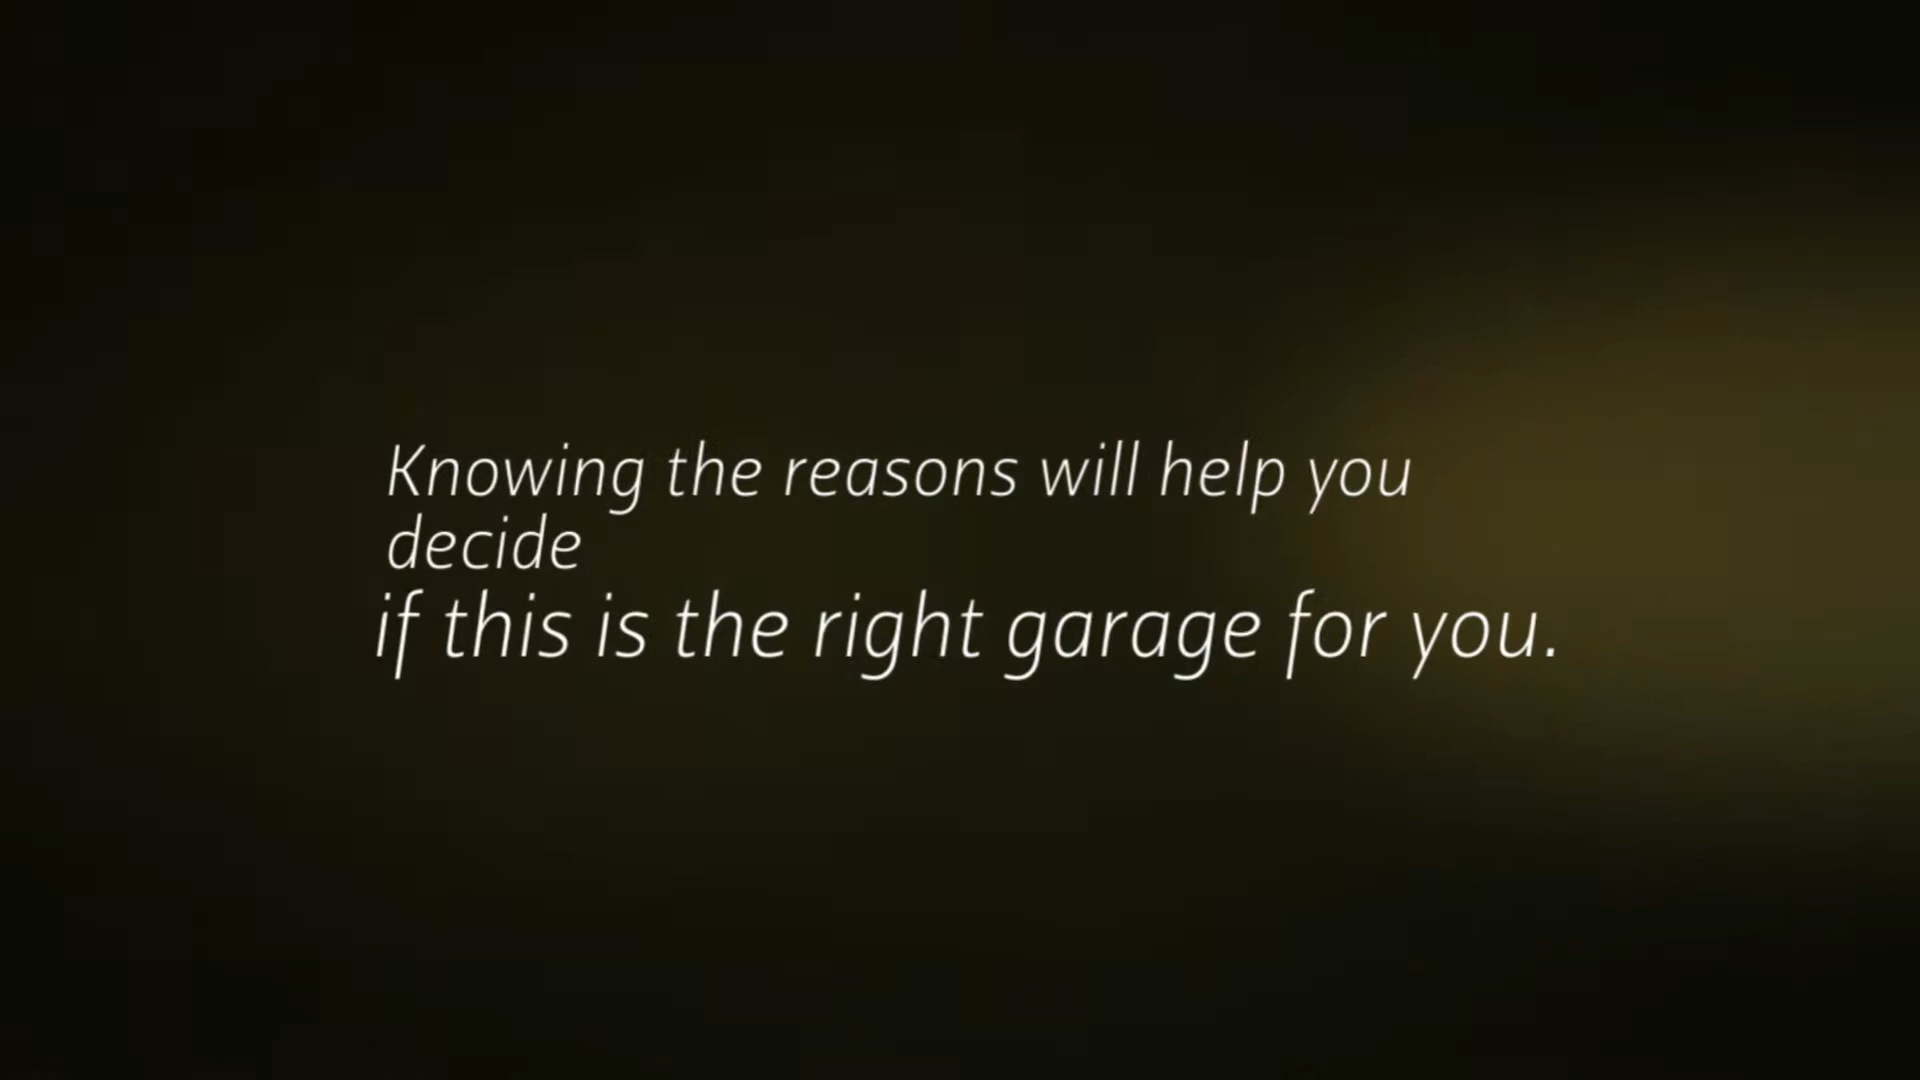 Knowing the reasons will help you
decide
if this is the right garage for you.